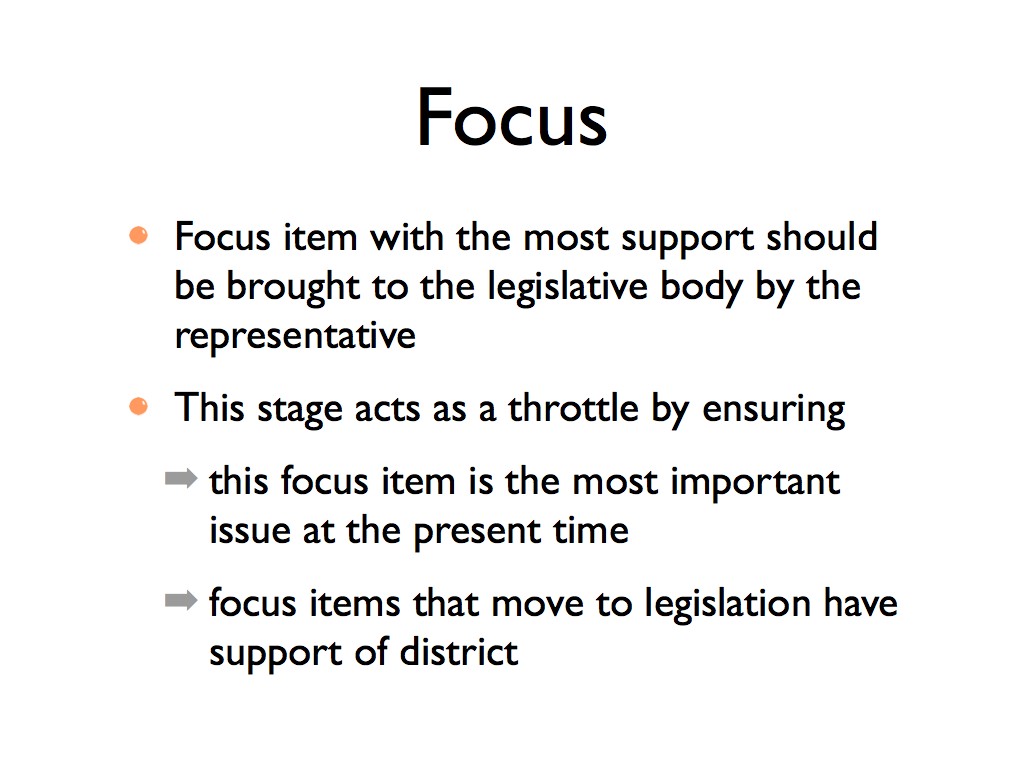 Focus
Focus item with the most support should
be brought to the legislative body by the
representative
This stage acts as a throttle by ensuring
this focus item is the most important
issue at the present time
focus items that move to legislation have
support of district